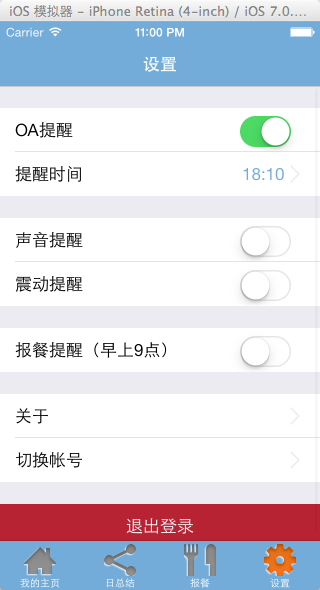 iOS 模拟器 - iPhone Retina (4-inch) / iOS 7.0....
Carrier 11:00 PM
设置
OA提醒
提醒时间 18:10
声音提醒
震动提醒
报餐提醒（早上9点）
关于
切换帐号
退出登录
我的主页 日总结 报餐 设置